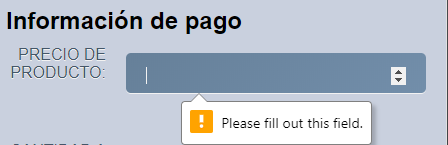 Información de pago
PRECIO DE
PRODUCTO:
Please fill out this field.